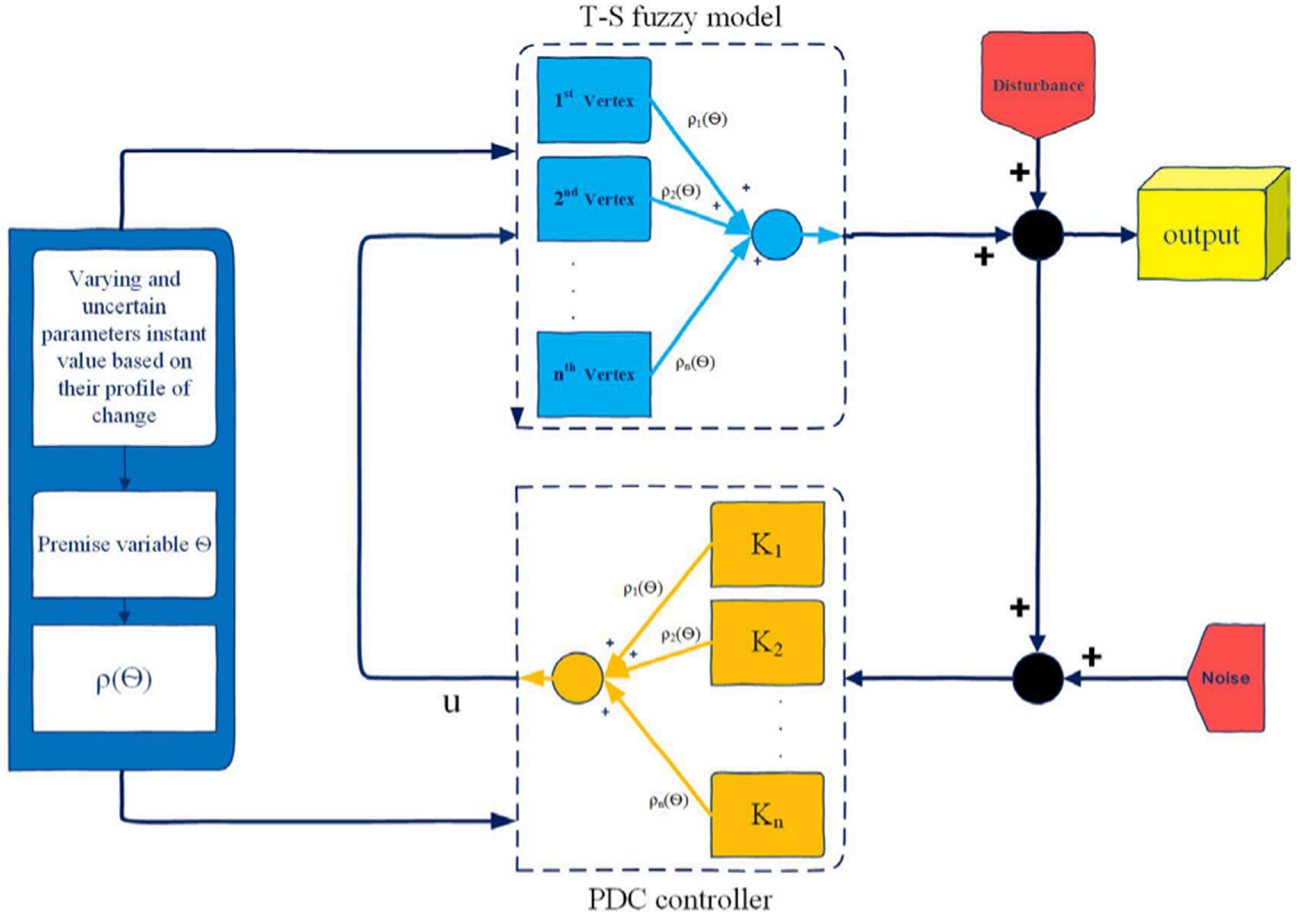 T-S fuzzy model
1st Vertex
ρ1(Θ)
+
2nd Vertex
ρ2(Θ)
+
.
.
.
+
nth Vertex
ρn(Θ)
Disturbance
+
+
output
Varying and
uncertain
parameters instant
value based on
their profile of
change
Premise variable Θ
ρ(Θ)
K1
ρ1(Θ)
+
K2
ρ2(Θ)
+
.
.
.
+
Kn
ρn(Θ)
u
+
+
Noise
PDC controller